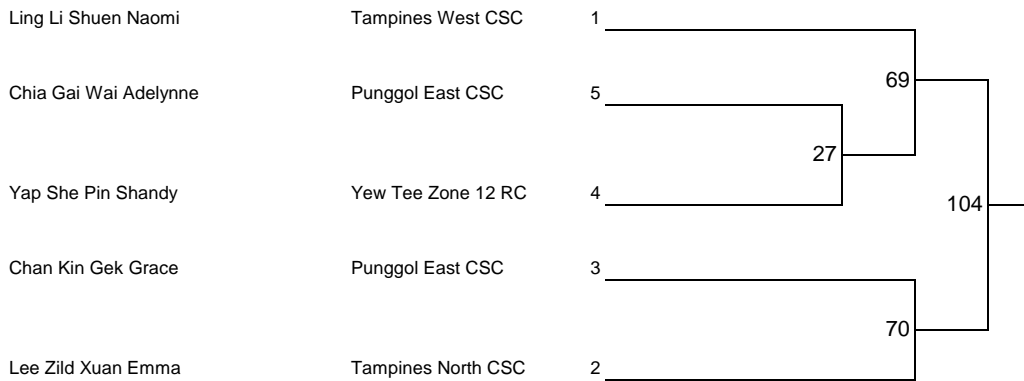 Ling Li Shuen Naomi Tampines West CSC 1
69
Chia Gai Wai Adelynne Punggol East CSC 5
27
Yap She Pin Shandy Yew Tee Zone 12 RC 4
104
Chan Kin Gek Grace Punggol East CSC 3
70
Lee Zild Xuan Emma Tampines North CSC 2